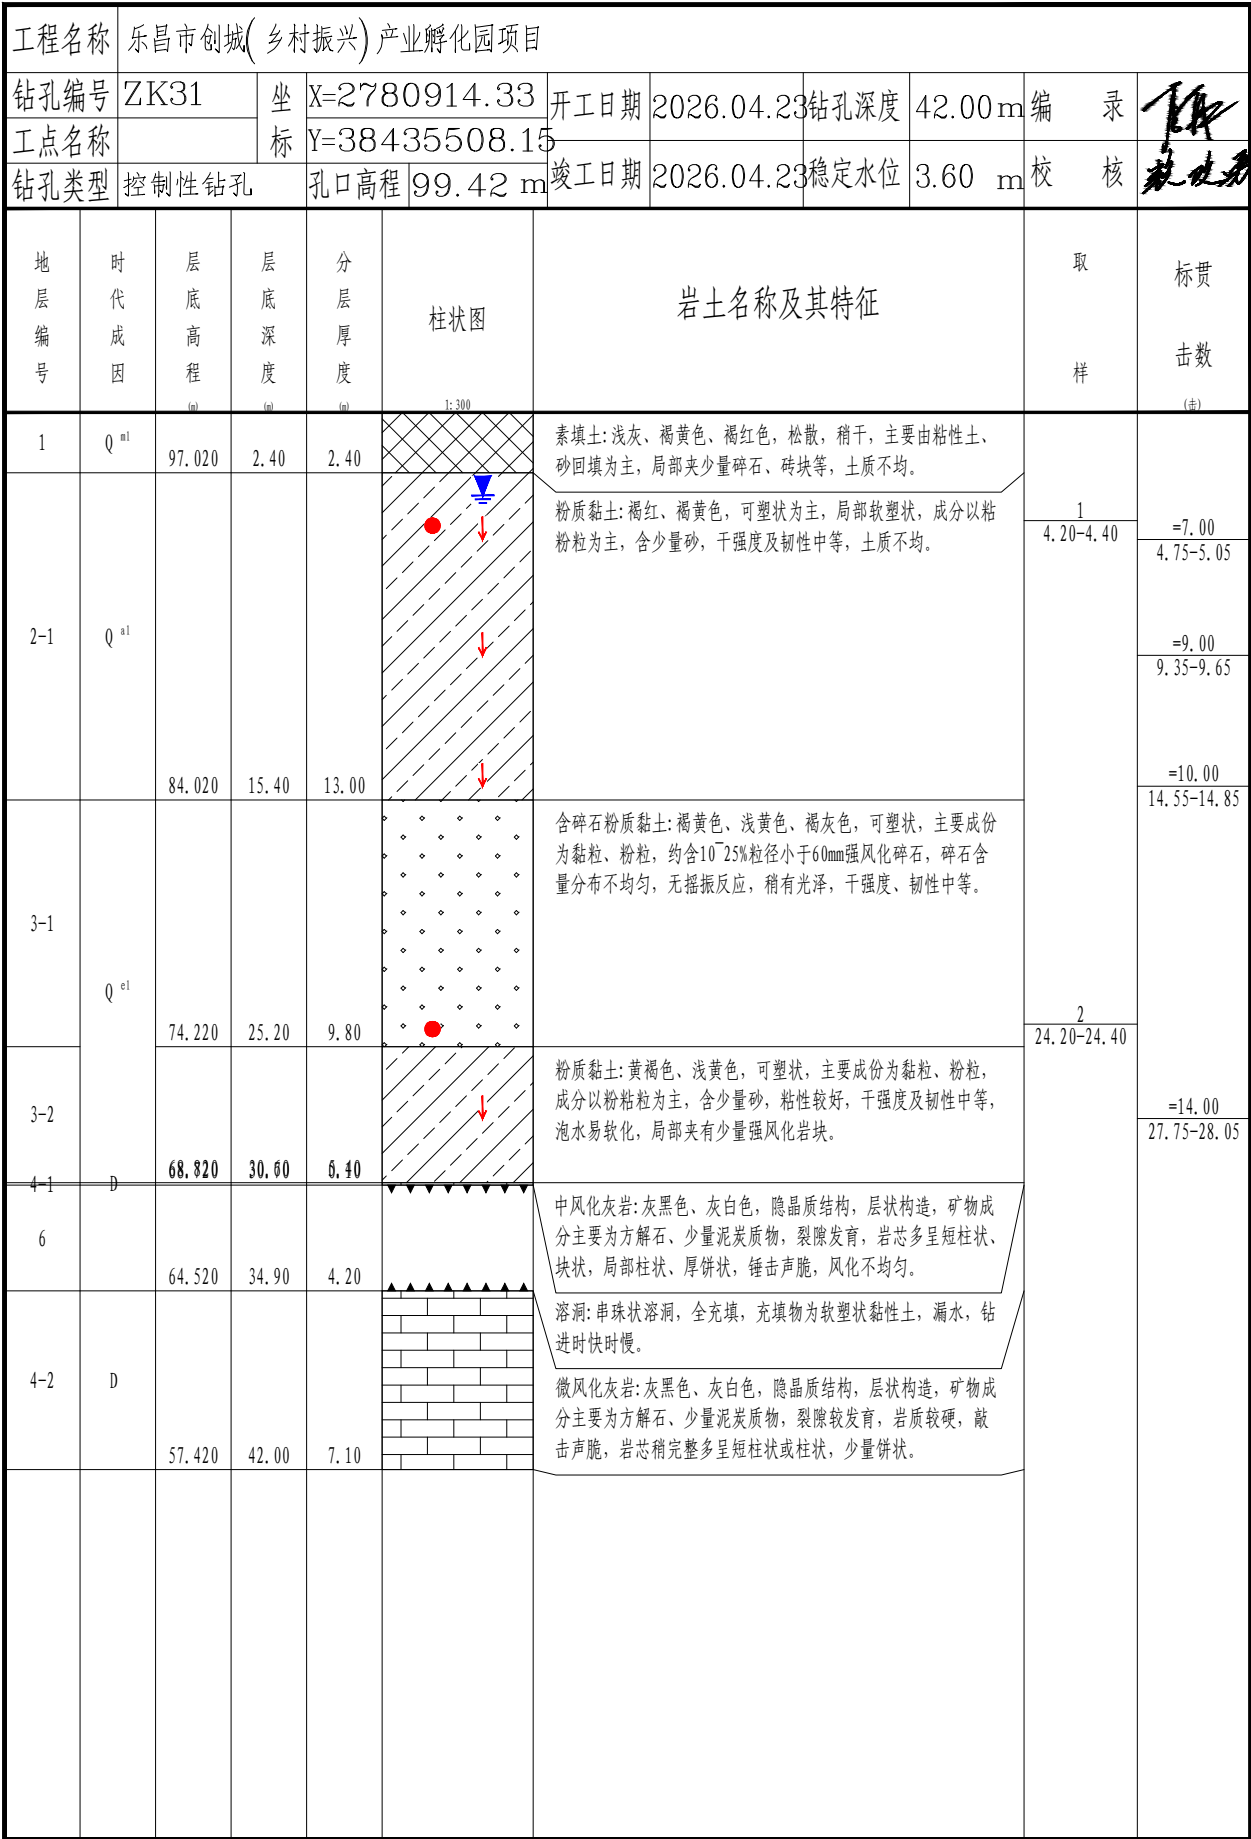 工程名称 乐昌市创城(乡村振兴)产业孵化园项目
钻孔编号 ZK31 坐标 X=2780914.33 开工日期 2026.04.23 钻孔深度 42.00m 编 录
工点名称 Y=38435508.15
钻孔类型 控制性钻孔 孔口高程 99.42 m 竣工日期 2026.04.23 稳定水位 3.60 m 校 核
地层编号 时代成因 层底高程(m) 层底深度(m) 分层厚度(m) 柱状图 1:300 岩土名称及其特征 取样 标贯击数(击)
1 Q ml 97.020 2.40 2.40
素填土:浅灰、褐黄色、褐红色，松散，稍干，主要由粘性土、
砂回填为主，局部夹少量碎石、砖块等，土质不均。
2-1 Q al 84.020 15.40 13.00
粉质黏土:褐红、褐黄色，可塑状为主，局部软塑状，成分以粘
粉粒为主，含少量砂，干强度及韧性中等，土质不均。
1
4.20-4.40
=7.00
4.75-5.05
=9.00
9.35-9.65
=10.00
14.55-14.85
3-1 Q el 74.220 25.20 9.80
含碎石粉质黏土:褐黄色、浅黄色、褐灰色，可塑状，主要成份
为黏粒、粉粒，约含10~25%粒径小于60mm强风化碎石，碎石含
量分布不均匀，无摇振反应，稍有光泽，干强度、韧性中等。
2
24.20-24.40
3-2
粉质黏土:黄褐色、浅黄色，可塑状，主要成份为黏粒、粉粒，
成分以粉粘粒为主，含少量砂，粘性较好，干强度及韧性中等，
泡水易软化，局部夹有少量强风化岩块。
=14.00
27.75-28.05
4-1 D
中风化灰岩:灰黑色、灰白色，隐晶质结构，层状构造，矿物成
分主要为方解石、少量泥炭质物，裂隙发育，岩芯多呈短柱状、
块状，局部柱状、厚饼状，锤击声脆，风化不均匀。
6 64.520 34.90 4.20
溶洞:串珠状溶洞，全充填，充填物为软塑状黏性土，漏水，钻
进时快时慢。
4-2 D 57.420 42.00 7.10
微风化灰岩:灰黑色、灰白色，隐晶质结构，层状构造，矿物成
分主要为方解石、少量泥炭质物，裂隙较发育，岩质较硬，敲
击声脆，岩芯稍完整多呈短柱状或柱状，少量饼状。